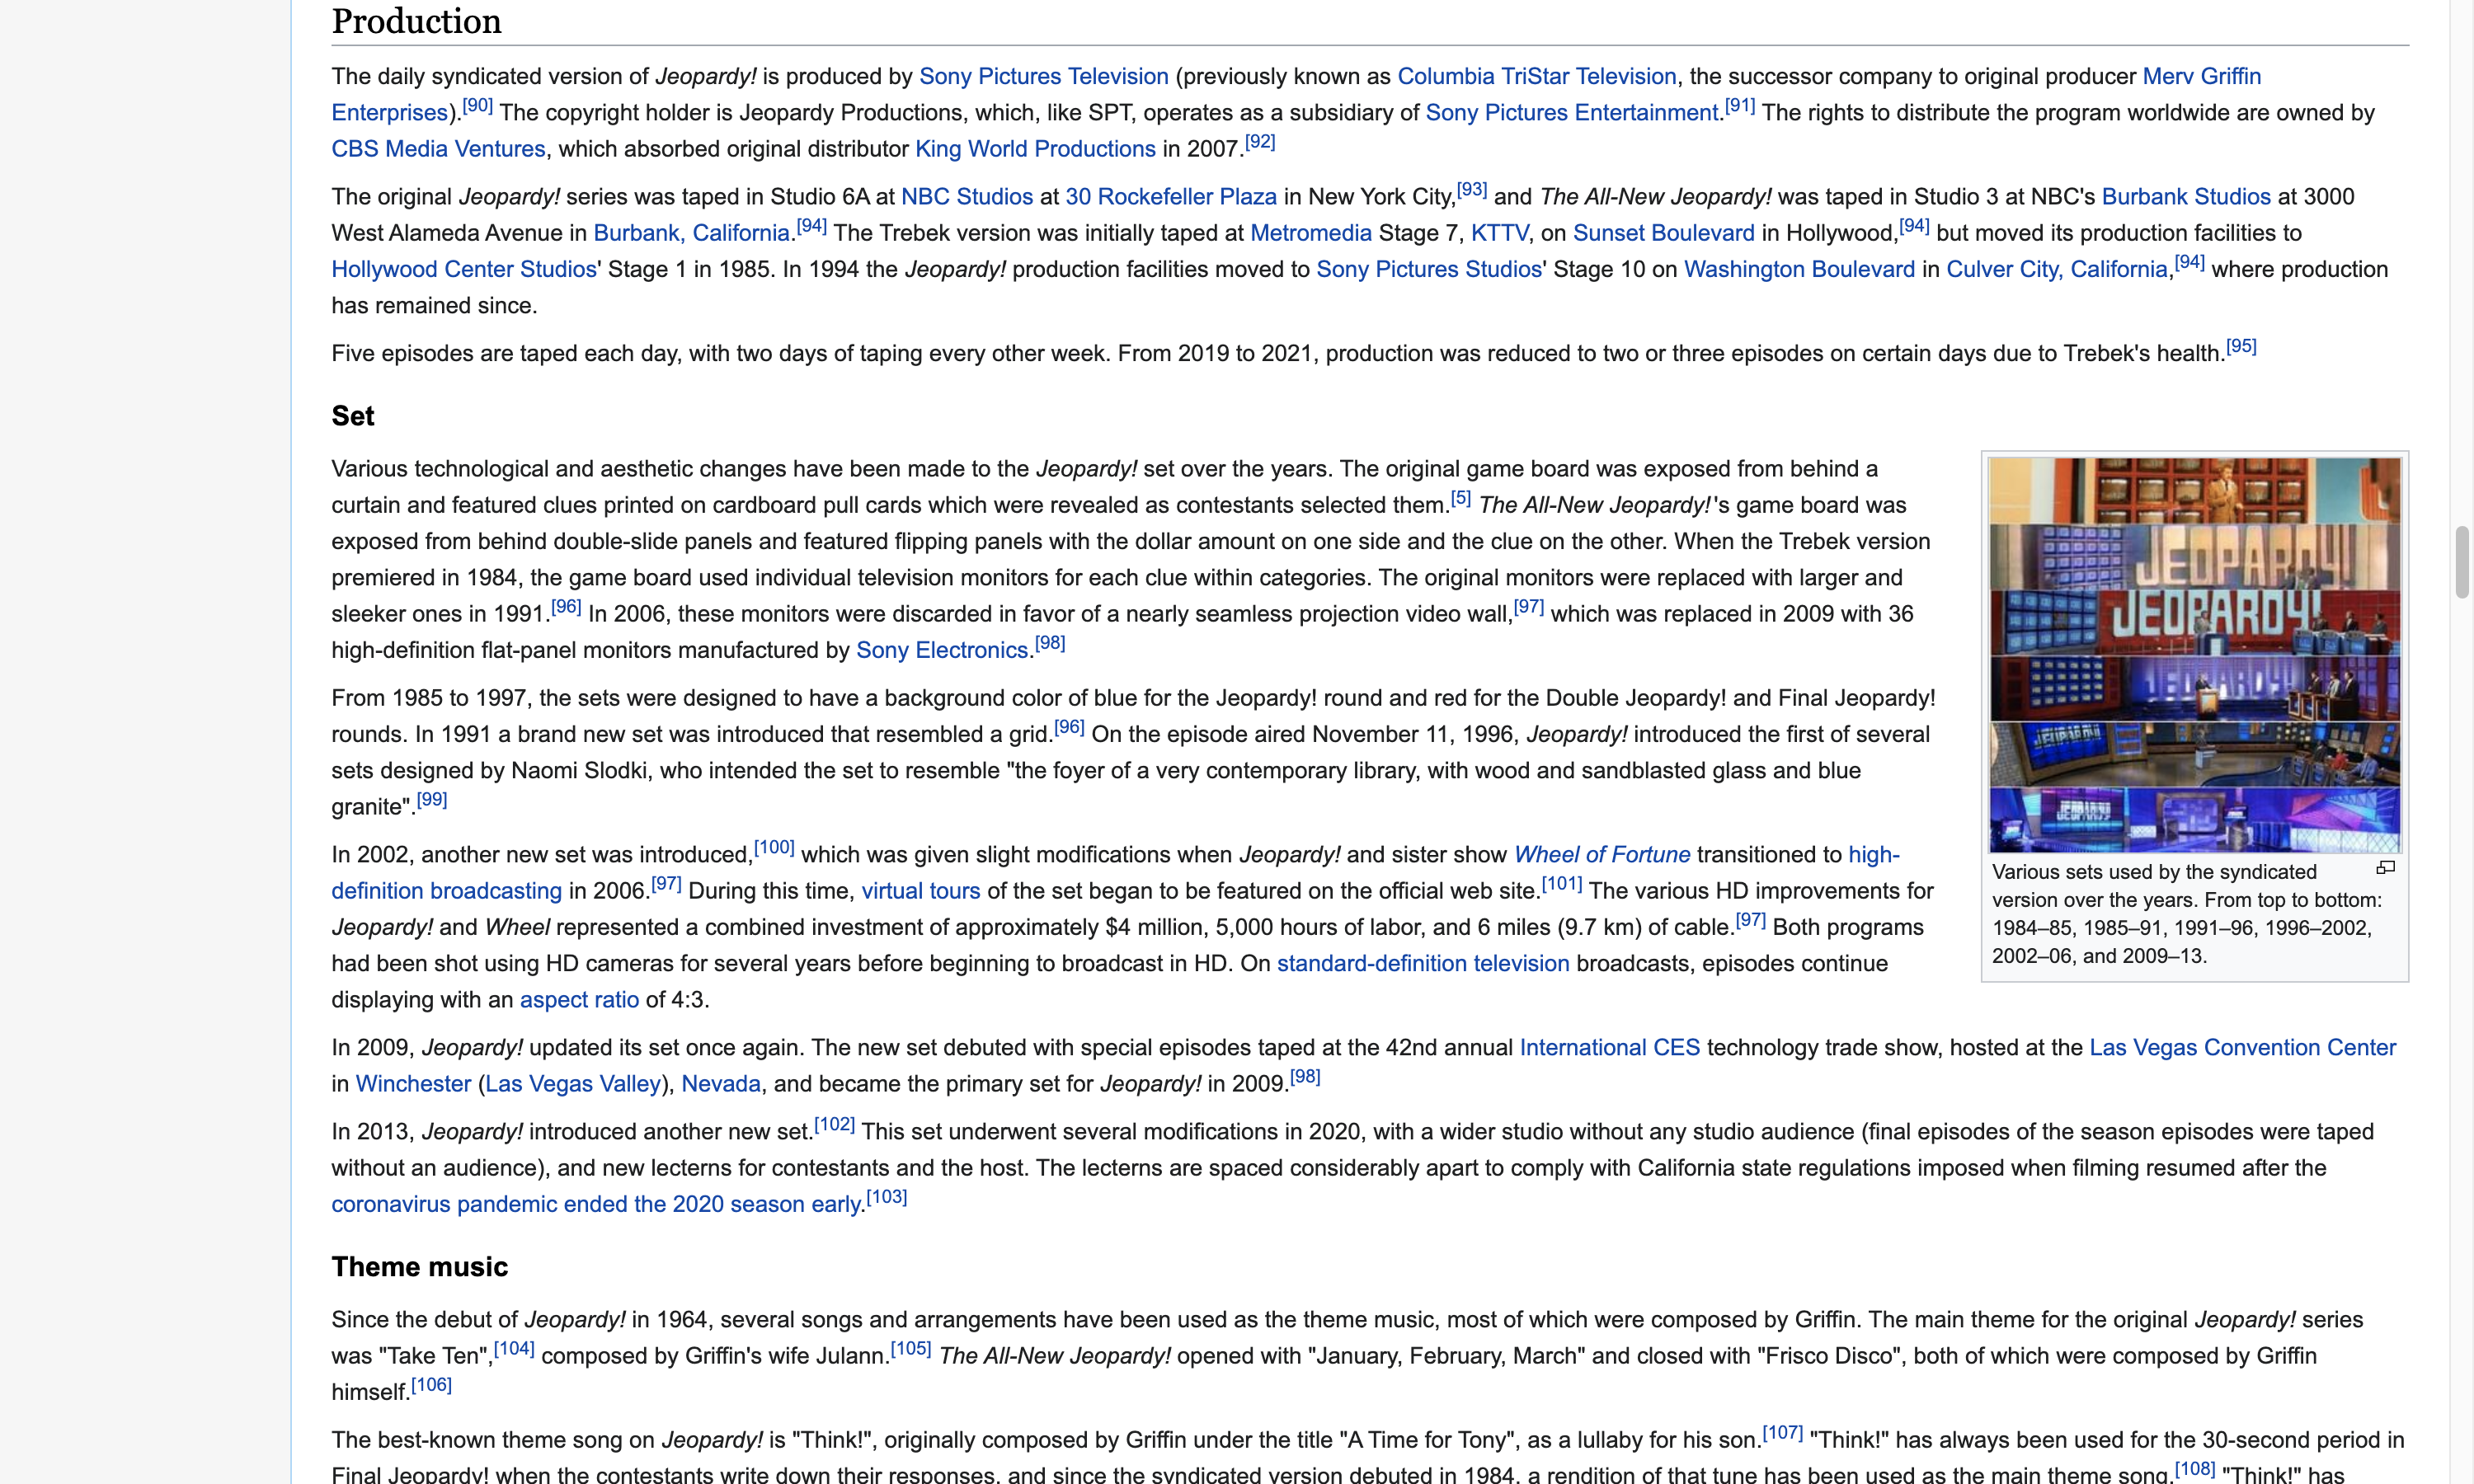 Production
The daily syndicated version of Jeopardy! is produced by Sony Pictures Television (previously known as Columbia TriStar Television, the successor company to original producer Merv Griffin
Enterprises).[90] The copyright holder is Jeopardy Productions, which, like SPT, operates as a subsidiary of Sony Pictures Entertainment.[91] The rights to distribute the program worldwide are owned by
CBS Media Ventures, which absorbed original distributor King World Productions in 2007.[92]
The original Jeopardy! series was taped in Studio 6A at NBC Studios at 30 Rockefeller Plaza in New York City,[93] and The All-New Jeopardy! was taped in Studio 3 at NBC's Burbank Studios at 3000
West Alameda Avenue in Burbank, California.[94] The Trebek version was initially taped at Metromedia Stage 7, KTTV, on Sunset Boulevard in Hollywood,[94] but moved its production facilities to
Hollywood Center Studios' Stage 1 in 1985. In 1994 the Jeopardy! production facilities moved to Sony Pictures Studios' Stage 10 on Washington Boulevard in Culver City, California,[94] where production
has remained since.
Five episodes are taped each day, with two days of taping every other week. From 2019 to 2021, production was reduced to two or three episodes on certain days due to Trebek's health.[95]
Set
Various technological and aesthetic changes have been made to the Jeopardy! set over the years. The original game board was exposed from behind a
curtain and featured clues printed on cardboard pull cards which were revealed as contestants selected them.[5] The All-New Jeopardy!'s game board was
exposed from behind double-slide panels and featured flipping panels with the dollar amount on one side and the clue on the other. When the Trebek version
premiered in 1984, the game board used individual television monitors for each clue within categories. The original monitors were replaced with larger and
sleeker ones in 1991.[96] In 2006, these monitors were discarded in favor of a nearly seamless projection video wall,[97] which was replaced in 2009 with 36
high-definition flat-panel monitors manufactured by Sony Electronics.[98]
From 1985 to 1997, the sets were designed to have a background color of blue for the Jeopardy! round and red for the Double Jeopardy! and Final Jeopardy!
rounds. In 1991 a brand new set was introduced that resembled a grid.[96] On the episode aired November 11, 1996, Jeopardy! introduced the first of several
sets designed by Naomi Slodki, who intended the set to resemble "the foyer of a very contemporary library, with wood and sandblasted glass and blue
granite".[99]
In 2002, another new set was introduced,[100] which was given slight modifications when Jeopardy! and sister show Wheel of Fortune transitioned to high-
definition broadcasting in 2006.[97] During this time, virtual tours of the set began to be featured on the official web site.[101] The various HD improvements for
Jeopardy! and Wheel represented a combined investment of approximately $4 million, 5,000 hours of labor, and 6 miles (9.7 km) of cable.[97] Both programs
had been shot using HD cameras for several years before beginning to broadcast in HD. On standard-definition television broadcasts, episodes continue
displaying with an aspect ratio of 4:3.
JEOPARDY!
JEOPARDY!
JEOPARDY!
JEOPARDY!
JEOPARDY!
Various sets used by the syndicated
version over the years. From top to bottom:
1984–85, 1985–91, 1991–96, 1996–2002,
2002–06, and 2009–13.
In 2009, Jeopardy! updated its set once again. The new set debuted with special episodes taped at the 42nd annual International CES technology trade show, hosted at the Las Vegas Convention Center
in Winchester (Las Vegas Valley), Nevada, and became the primary set for Jeopardy! in 2009.[98]
In 2013, Jeopardy! introduced another new set.[102] This set underwent several modifications in 2020, with a wider studio without any studio audience (final episodes of the season episodes were taped
without an audience), and new lecterns for contestants and the host. The lecterns are spaced considerably apart to comply with California state regulations imposed when filming resumed after the
coronavirus pandemic ended the 2020 season early.[103]
Theme music
Since the debut of Jeopardy! in 1964, several songs and arrangements have been used as the theme music, most of which were composed by Griffin. The main theme for the original Jeopardy! series
was "Take Ten",[104] composed by Griffin's wife Julann.[105] The All-New Jeopardy! opened with "January, February, March" and closed with "Frisco Disco", both of which were composed by Griffin
himself.[106]
The best-known theme song on Jeopardy! is "Think!", originally composed by Griffin under the title "A Time for Tony", as a lullaby for his son.[107] "Think!" has always been used for the 30-second period in
Final Jeopardy! when the contestants write down their responses, and since the syndicated version debuted in 1984, a rendition of that tune has been used as the main theme song.[108] "Think!" has